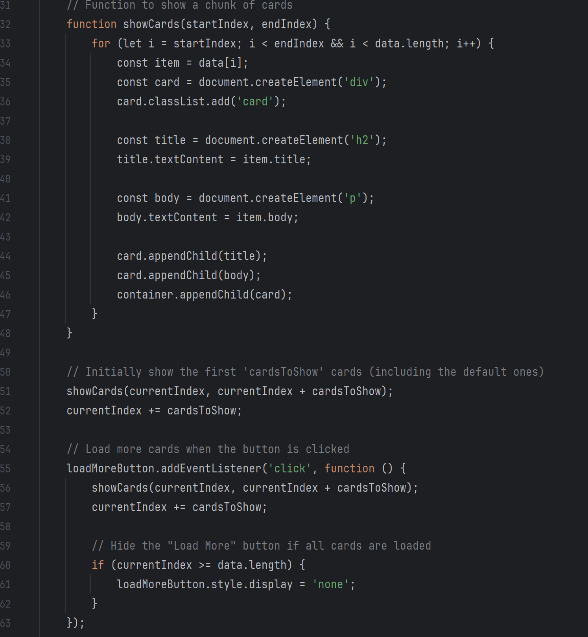 31 // Function to show a chunk of cards
32 function showCards(startIndex, endIndex) {
33 for (let i = startIndex; i < endIndex && i < data.length; i++) {
34 const item = data[i];
35 const card = document.createElement('div');
36 card.classList.add('card');
37
38 const title = document.createElement('h2');
39 title.textContent = item.title;
40
41 const body = document.createElement('p');
42 body.textContent = item.body;
43
44 card.appendChild(title);
45 card.appendChild(body);
46 container.appendChild(card);
47 }
48 }
49
50 // Initially show the first 'cardsToShow' cards (including the default ones)
51 showCards(currentIndex, currentIndex + cardsToShow);
52 currentIndex += cardsToShow;
53
54 // Load more cards when the button is clicked
55 loadMoreButton.addEventListener('click', function () {
56 showCards(currentIndex, currentIndex + cardsToShow);
57 currentIndex += cardsToShow;
58
59 // Hide the "Load More" button if all cards are loaded
60 if (currentIndex >= data.length) {
61 loadMoreButton.style.display = 'none';
62 }
63 });